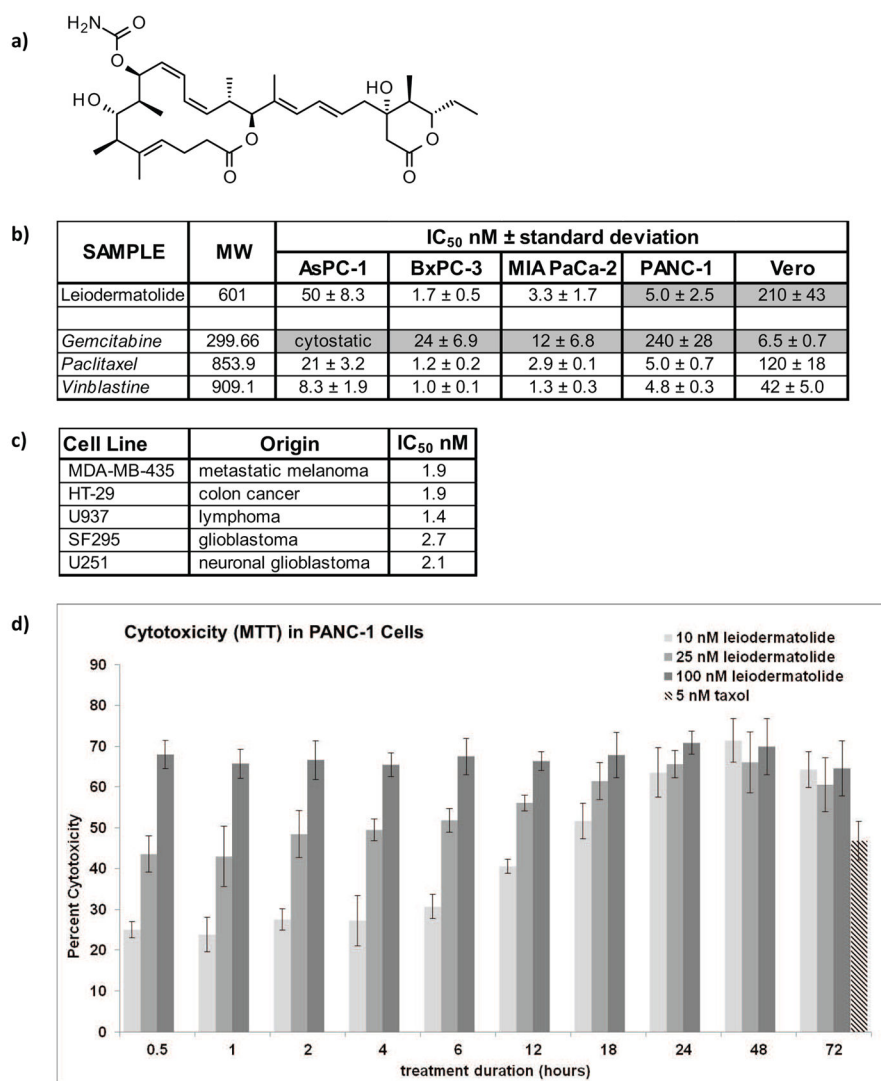 a)
H₂N
O
O
HO
HO
O
O
O
O
b)
SAMPLE MW IC₅₀ nM ± standard deviation
AsPC-1 BxPC-3 MIA PaCa-2 PANC-1 Vero
Leiodermatolide 601 50 ± 8.3 1.7 ± 0.5 3.3 ± 1.7 5.0 ± 2.5 210 ± 43
Gemcitabine 299.66 cytostatic 24 ± 6.9 12 ± 6.8 240 ± 28 6.5 ± 0.7
Paclitaxel 853.9 21 ± 3.2 1.2 ± 0.2 2.9 ± 0.1 5.0 ± 0.7 120 ± 18
Vinblastine 909.1 8.3 ± 1.9 1.0 ± 0.1 1.3 ± 0.3 4.8 ± 0.3 42 ± 5.0
c)
Cell Line Origin IC₅₀ nM
MDA-MB-435 metastatic melanoma 1.9
HT-29 colon cancer 1.9
U937 lymphoma 1.4
SF295 glioblastoma 2.7
U251 neuronal glioblastoma 2.1
d)
Cytotoxicity (MTT) in PANC-1 Cells
10 nM leiodermatolide
25 nM leiodermatolide
100 nM leiodermatolide
5 nM taxol
Percent Cytotoxicity
90
80
70
60
50
40
30
20
10
0
0.5 1 2 4 6 12 18 24 48 72
treatment duration (hours)